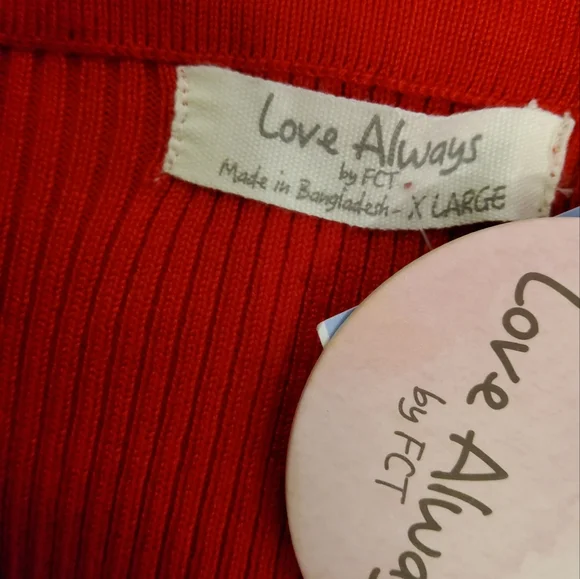 Love Always
by FCT
Made in Bangladesh- X LARGE
Love Alway
by FCT